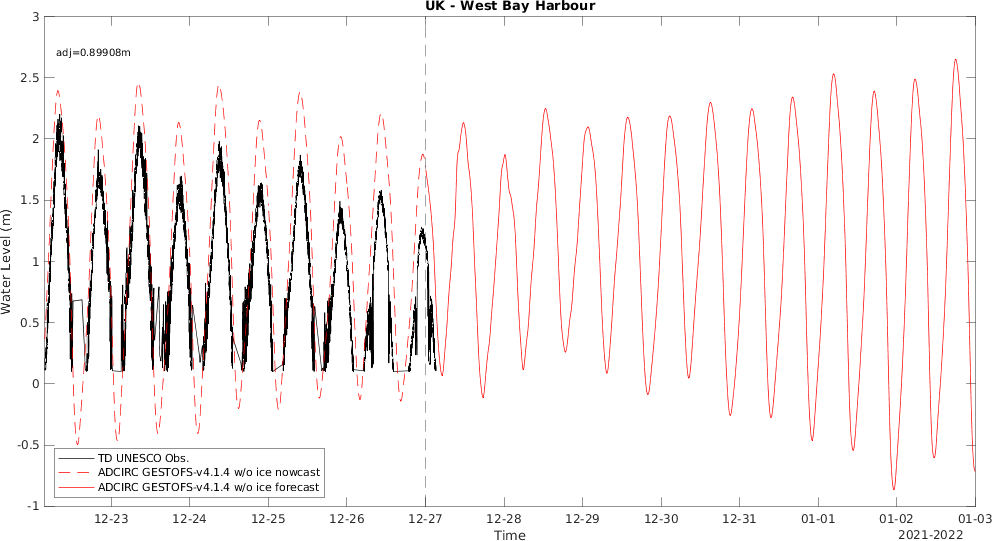 UK - West Bay Harbour
adj=0.89908m
3
2.5
2
1.5
1
0.5
0
-0.5
-1
Water Level (m)
TD UNESCO Obs.
ADCIRC GESTOFS-v4.1.4 w/o ice nowcast
ADCIRC GESTOFS-v4.1.4 w/o ice forecast
12-23 12-24 12-25 12-26 12-27 12-28 12-29 12-30 12-31 01-01 01-02 01-03
Time
2021-2022